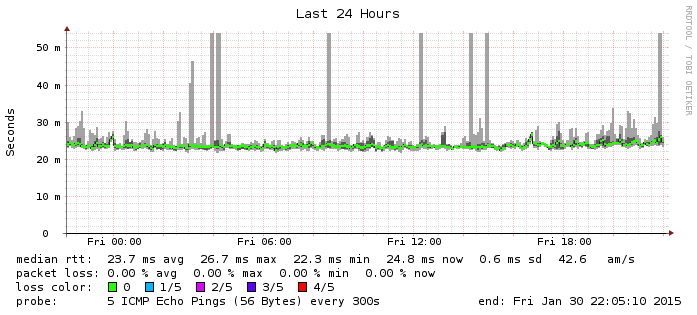 Last 24 Hours
RRDTOOL / TOBI OETIKER
Seconds
50 m
40 m
30 m
20 m
10 m
0
Fri 00:00 Fri 06:00 Fri 12:00 Fri 18:00
median rtt: 23.7 ms avg 26.7 ms max 22.3 ms min 24.8 ms now 0.6 ms sd 42.6 am/s
packet loss: 0.00 % avg 0.00 % max 0.00 % min 0.00 % now
loss color: 0 1/5 2/5 3/5 4/5
probe: 5 ICMP Echo Pings (56 Bytes) every 300s end: Fri Jan 30 22:05:10 2015